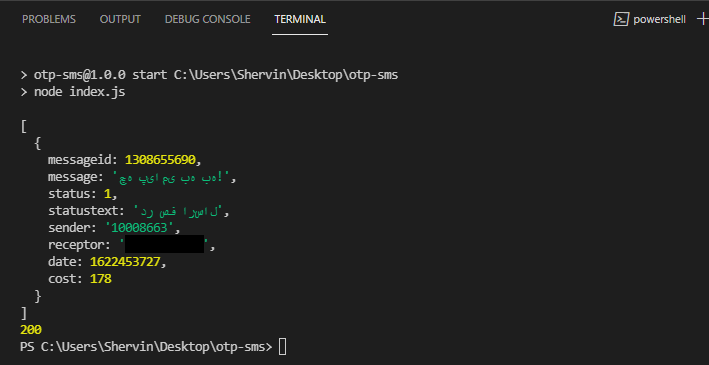 PROBLEMS OUTPUT DEBUG CONSOLE TERMINAL powershell
> otp-sms@1.0.0 start C:\Users\Shervin\Desktop\otp-sms
> node index.js
[
{
messageid: 1308655690,
message: 'چه پیامی به به!',
status: 1,
statustext: 'در صف ارسال',
sender: '10008663',
receptor: '',
date: 1622453727,
cost: 178
}
]
200
PS C:\Users\Shervin\Desktop\otp-sms>